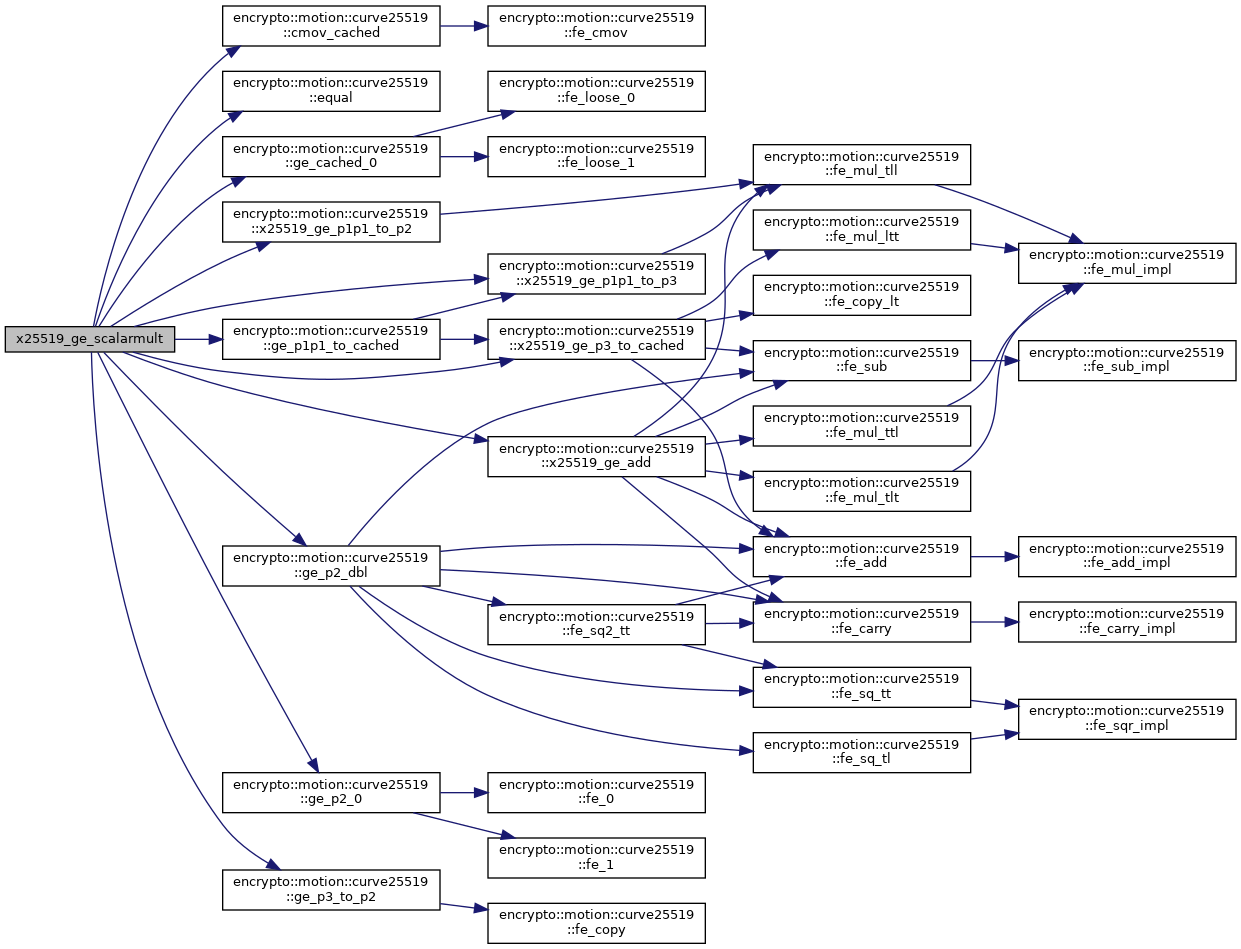 x25519_ge_scalarmult
encrypto::motion::curve25519
::cmov_cached
encrypto::motion::curve25519
::equal
encrypto::motion::curve25519
::ge_cached_0
encrypto::motion::curve25519
::x25519_ge_p1p1_to_p2
encrypto::motion::curve25519
::ge_p1p1_to_cached
encrypto::motion::curve25519
::ge_p2_dbl
encrypto::motion::curve25519
::ge_p2_0
encrypto::motion::curve25519
::ge_p3_to_p2
encrypto::motion::curve25519
::fe_cmov
encrypto::motion::curve25519
::fe_loose_0
encrypto::motion::curve25519
::fe_loose_1
encrypto::motion::curve25519
::x25519_ge_p1p1_to_p3
encrypto::motion::curve25519
::x25519_ge_p3_to_cached
encrypto::motion::curve25519
::x25519_ge_add
encrypto::motion::curve25519
::fe_sq2_tt
encrypto::motion::curve25519
::fe_0
encrypto::motion::curve25519
::fe_1
encrypto::motion::curve25519
::fe_copy
encrypto::motion::curve25519
::fe_mul_tll
encrypto::motion::curve25519
::fe_mul_ltt
encrypto::motion::curve25519
::fe_copy_lt
encrypto::motion::curve25519
::fe_sub
encrypto::motion::curve25519
::fe_mul_ttl
encrypto::motion::curve25519
::fe_mul_tlt
encrypto::motion::curve25519
::fe_add
encrypto::motion::curve25519
::fe_carry
encrypto::motion::curve25519
::fe_sq_tt
encrypto::motion::curve25519
::fe_sq_tl
encrypto::motion::curve25519
::fe_mul_impl
encrypto::motion::curve25519
::fe_sub_impl
encrypto::motion::curve25519
::fe_add_impl
encrypto::motion::curve25519
::fe_carry_impl
encrypto::motion::curve25519
::fe_sqr_impl